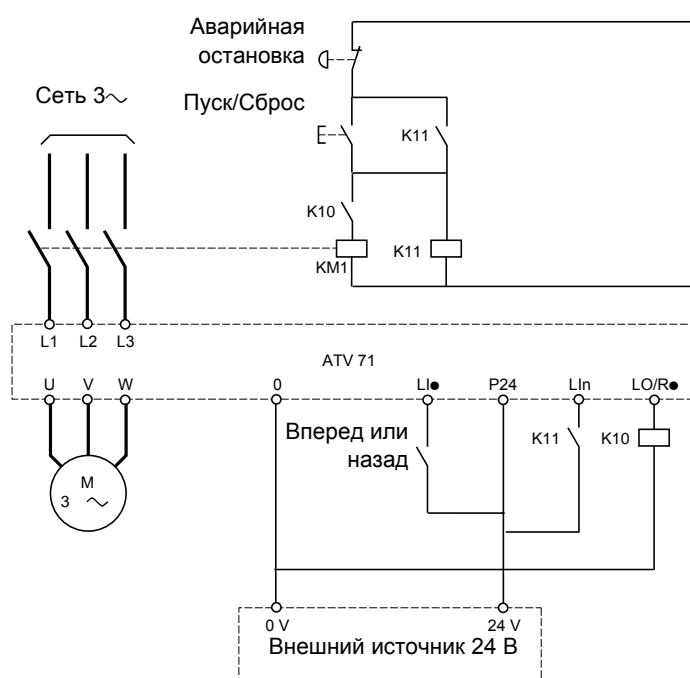 Аварийная
остановка
Сеть 3
Пуск/Сброс
K11
K10
KM1
K11
L1 L2 L3
ATV 71
U V W 0 LI● P24 LIn LO/R●
Вперед или
назад
K11
K10
M
3
0 V
24 V
Внешний источник 24 В